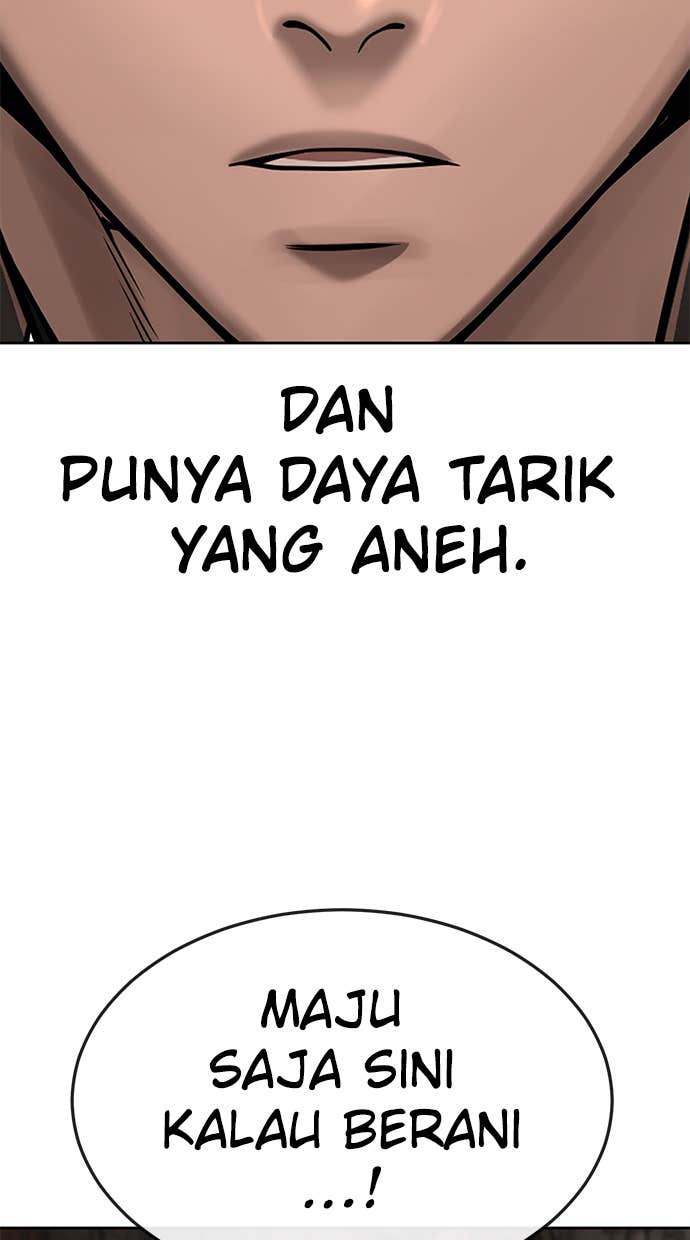 DAN
PUNYA DAYA TARIK
YANG ANEH.
MAJU
SAJA SINI
KALAU BERANI
...!